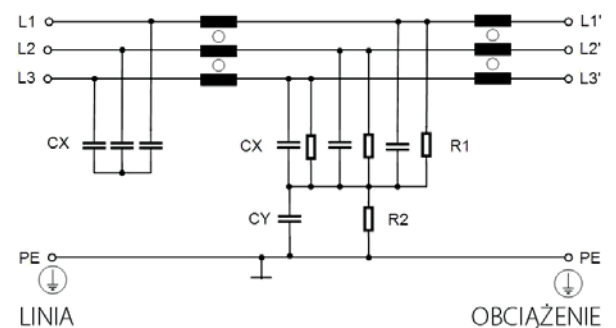 L1 L1'
L2 L2'
L3 L3'
CX CX R1
CY R2
PE PE
LINIA OBCIĄŻENIE